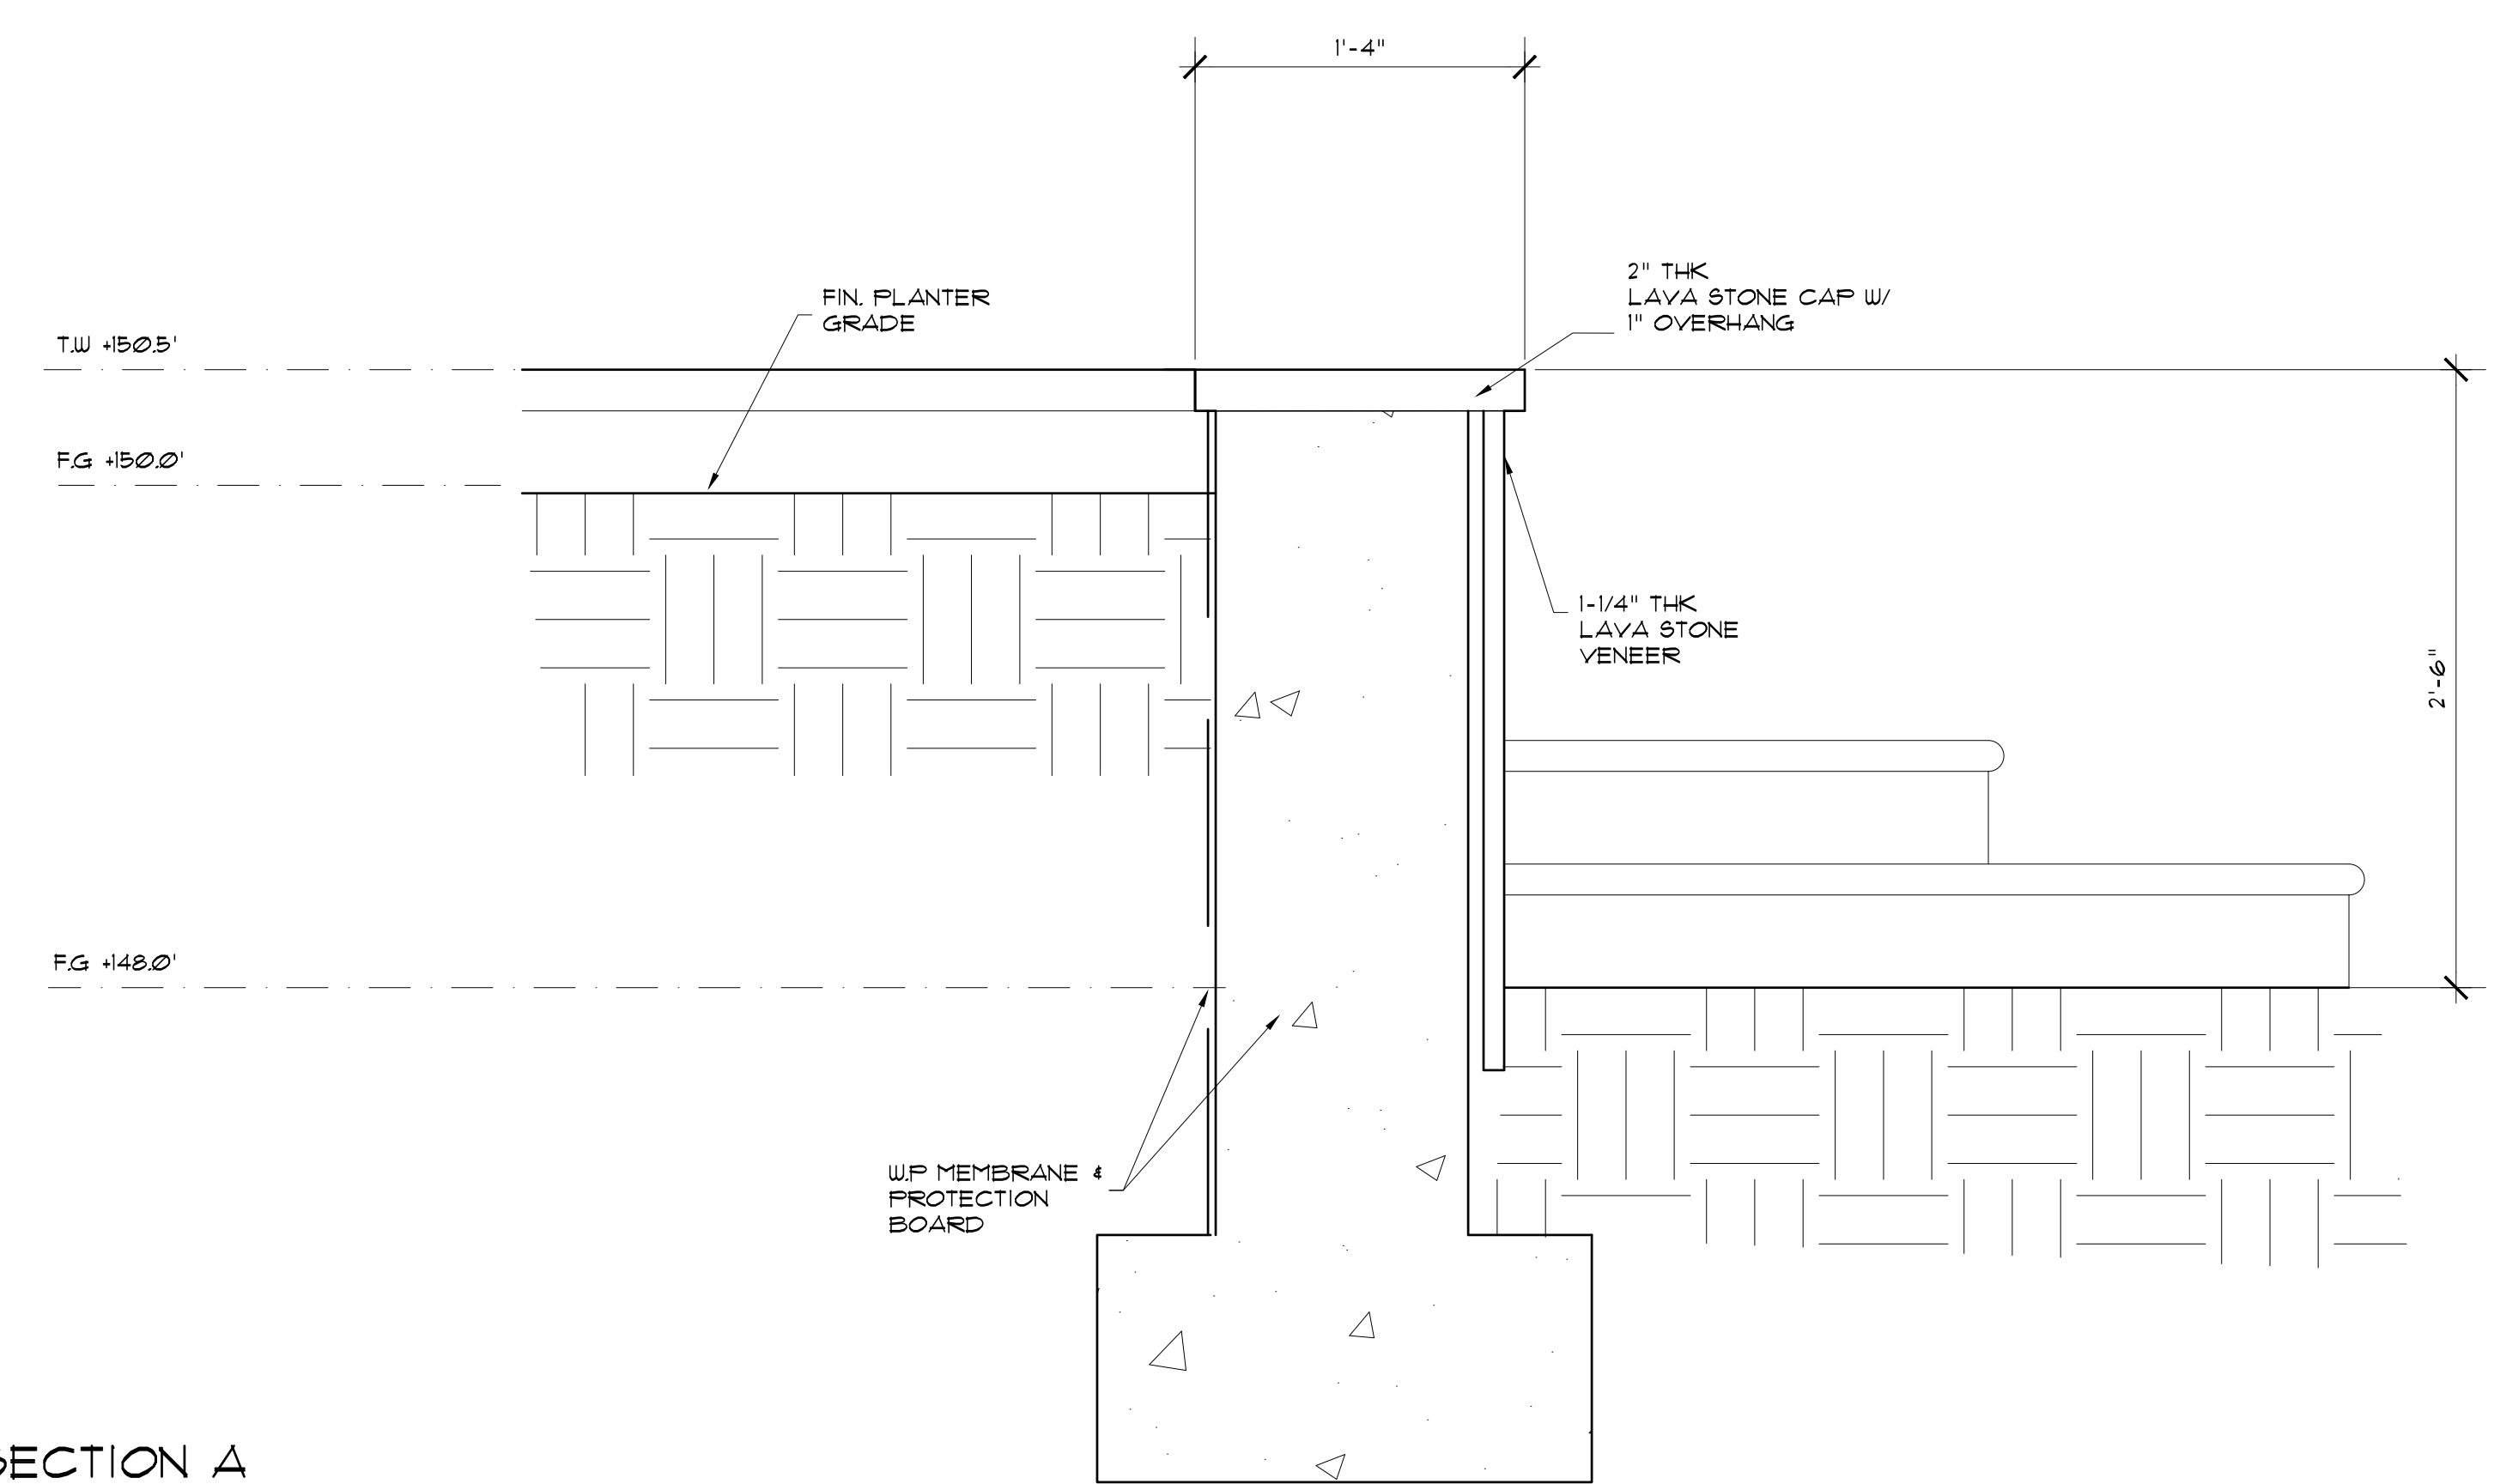 1'-4"
2" THK
LAVA STONE CAP W/
1" OVERHANG
FIN. PLANTER
GRADE
T.W +150.5'
F.G +150.0'
1-1/4" THK
LAVA STONE
VENEER
2'-6"
F.G +148.0'
W.P MEMBRANE &
PROTECTION
BOARD
SECTION A